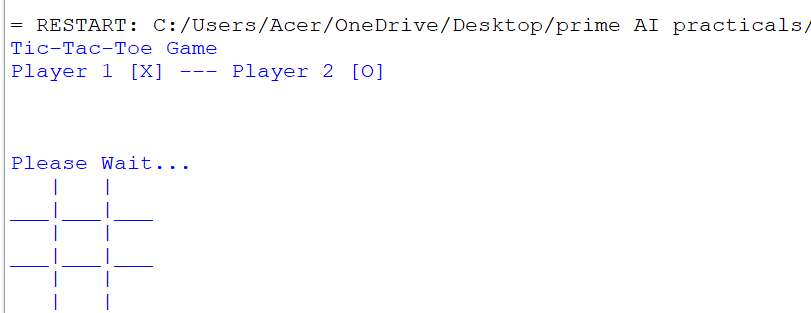 = RESTART: C:/Users/Acer/OneDrive/Desktop/prime AI practicals/
Tic-Tac-Toe Game
Player 1 [X] --- Player 2 [O]
Please Wait...
   |   |
___|___|___
   |   |
___|___|___
   |   |
   |   |